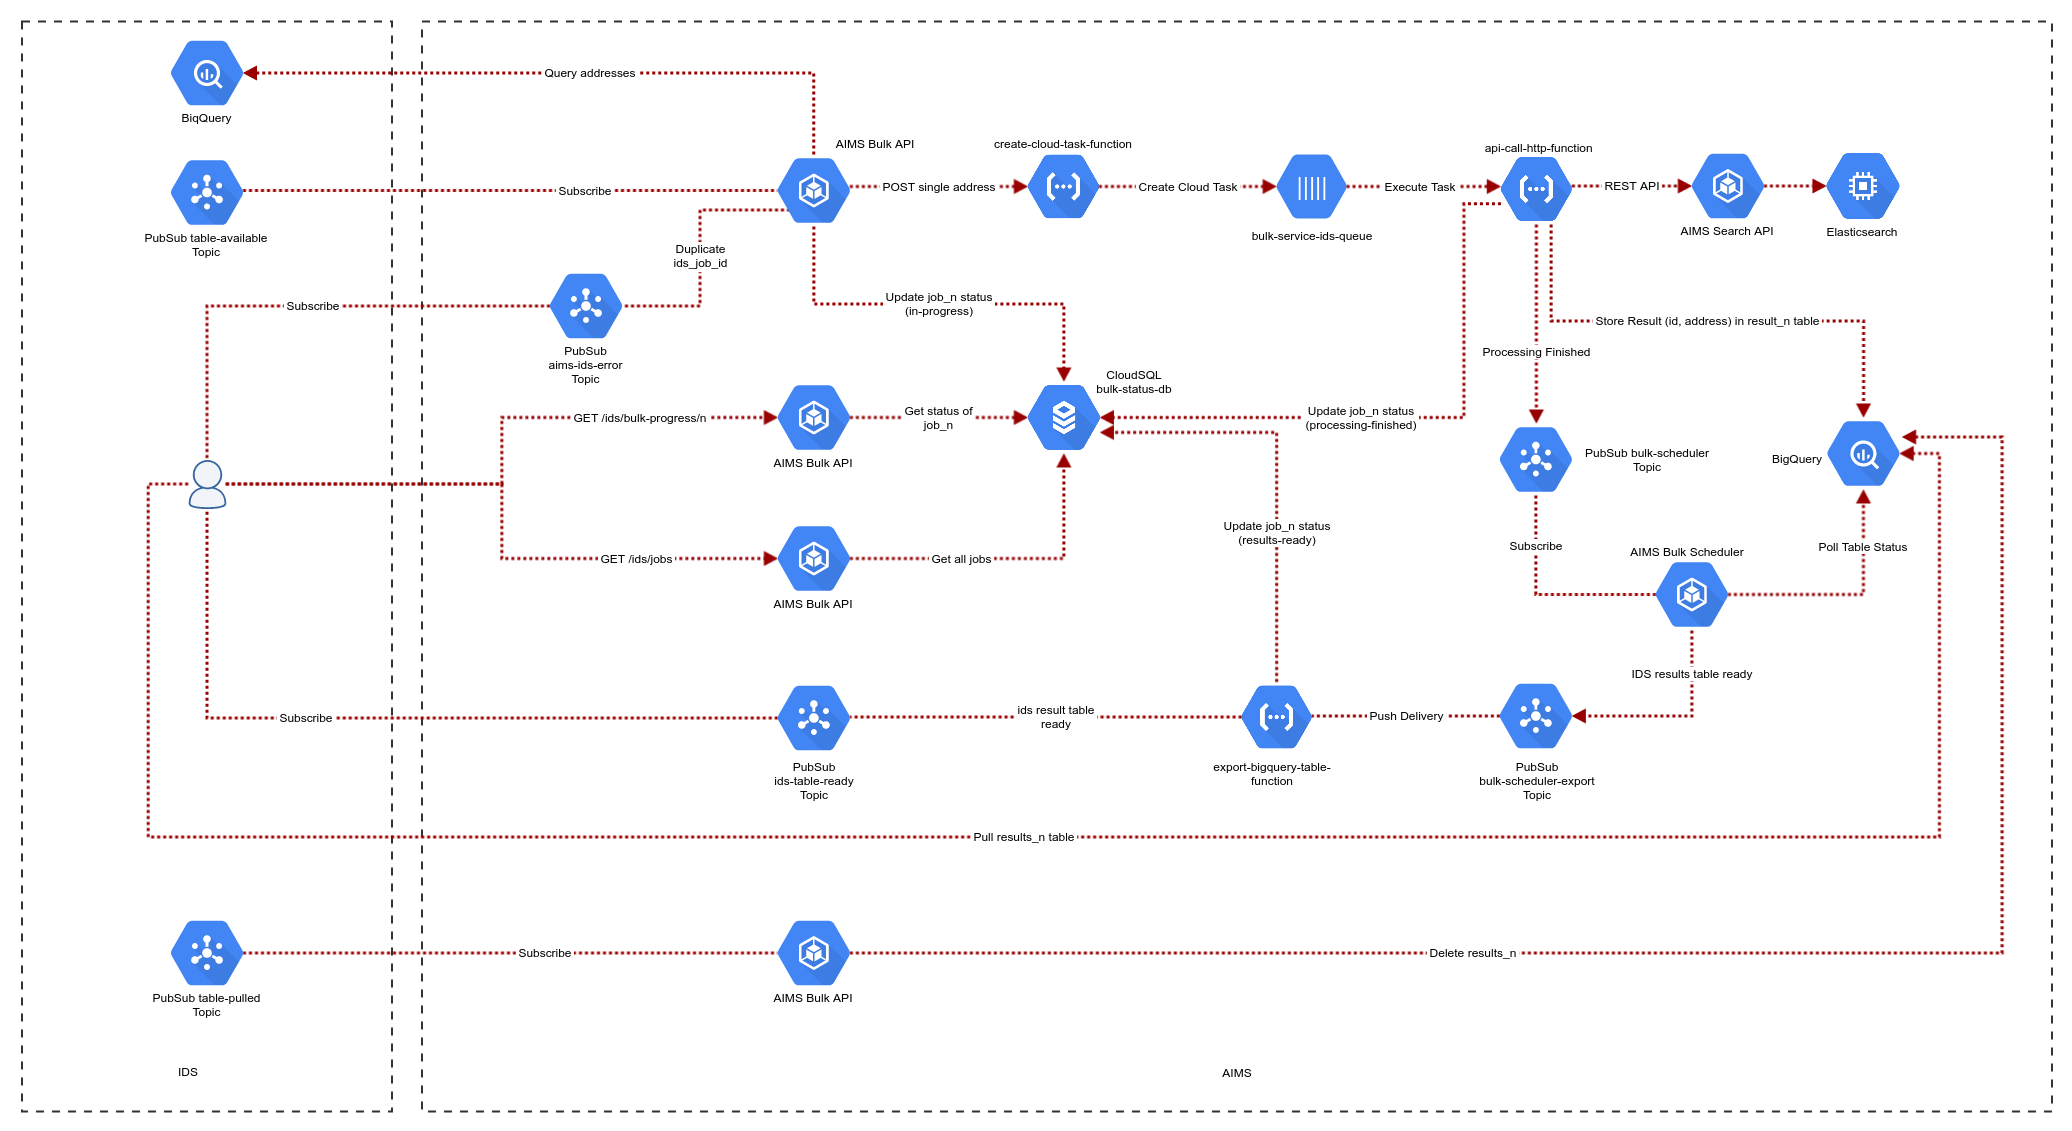 BiqQuery
Query addresses
AIMS Bulk API
create-cloud-task-function
api-call-http-function
PubSub table-available
Topic
Subscribe
POST single address
Create Cloud Task
bulk-service-ids-queue
Execute Task
REST API
AIMS Search API
Elasticsearch
Duplicate
ids_job_id
Subscribe
PubSub
aims-ids-error
Topic
Update job_n status
(in-progress)
Store Result (id, address) in result_n table
Processing Finished
CloudSQL
bulk-status-db
GET /ids/bulk-progress/n
AIMS Bulk API
Get status of
job_n
Update job_n status
(processing-finished)
PubSub bulk-scheduler
Topic
BigQuery
GET /ids/jobs
AIMS Bulk API
Get all jobs
Update job_n status
(results-ready)
Subscribe
AIMS Bulk Scheduler
Poll Table Status
IDS results table ready
Subscribe
PubSub
ids-table-ready
Topic
ids result table
ready
export-bigquery-table-
function
Push Delivery
PubSub
bulk-scheduler-export
Topic
Pull results_n table
PubSub table-pulled
Topic
Subscribe
AIMS Bulk API
Delete results_n
IDS
AIMS